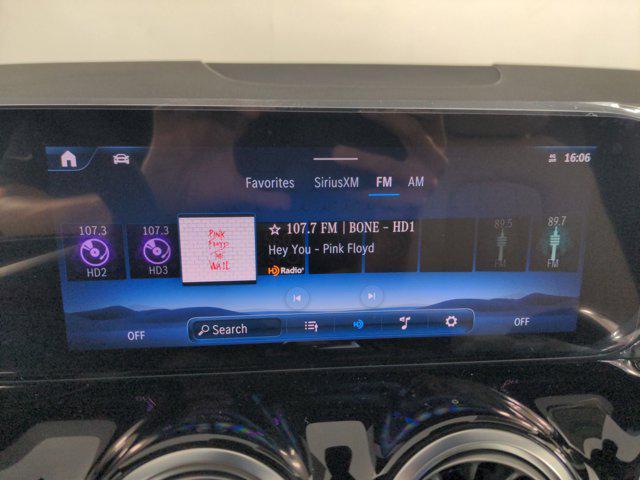 16:06
Favorites SiriusXM FM AM
107.3 HD2
107.3 HD3
PINK FLOYD THE WALL
107.7 FM | BONE - HD1
Hey You - Pink Floyd
HD Radio
89.5 FM
89.7 FM
OFF
Search
HD
OFF